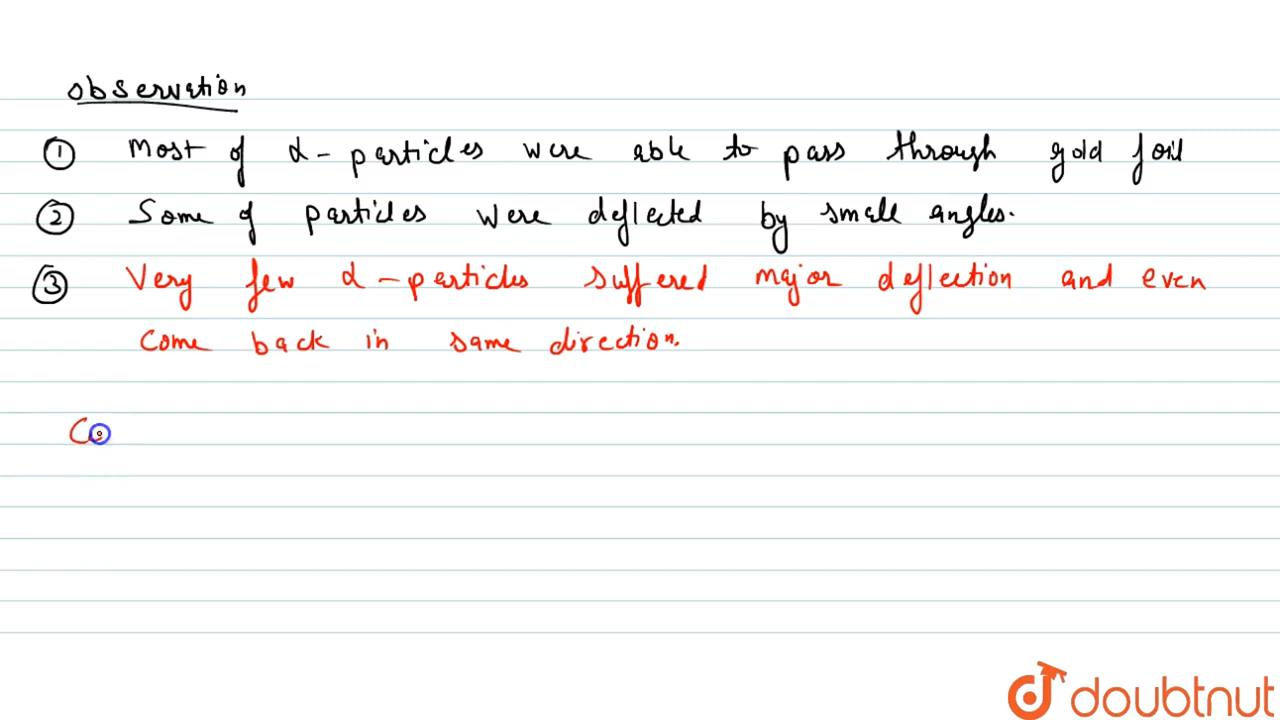 observation
① Most of α-particles were able to pass through gold foil
② Some of particles were deflected by small angles.
③ Very few α-particles suffered major deflection and even
come back in same direction.
Co
doubtnut